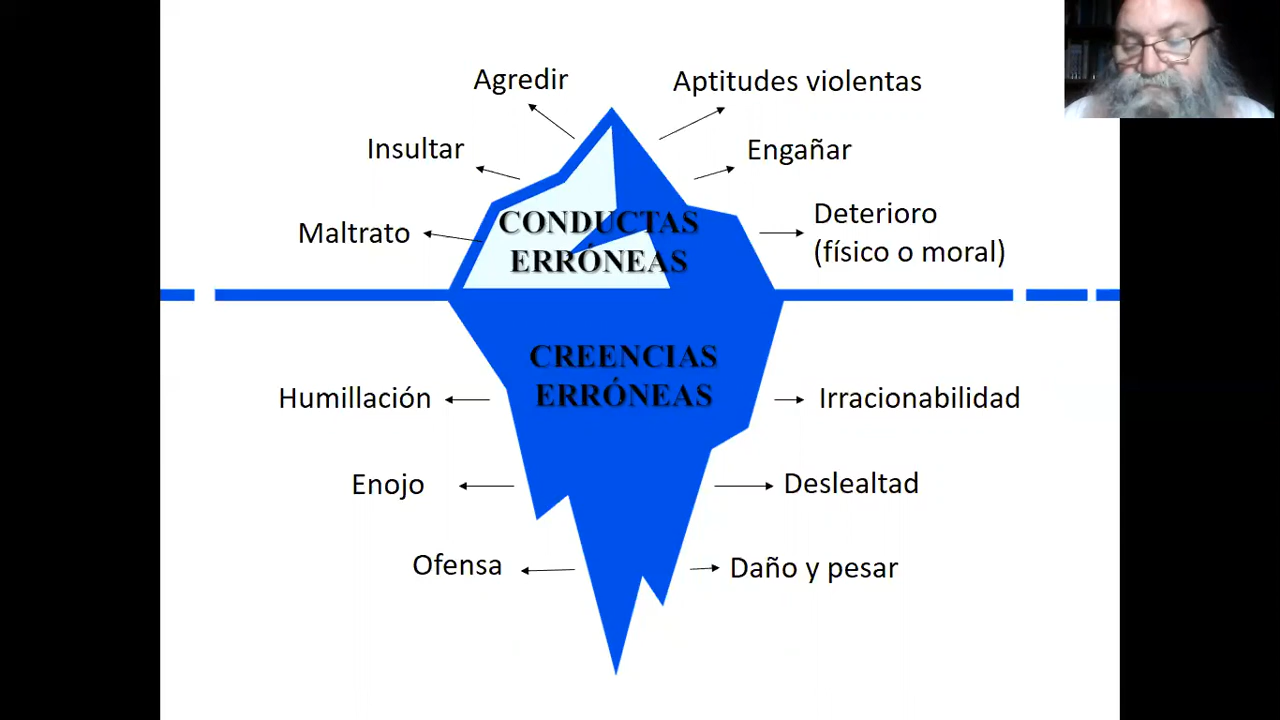 Agredir
Aptitudes violentas
Insultar
Engañar
Maltrato
CONDUCTAS
ERRÓNEAS
Deterioro
(físico o moral)
CREENCIAS
ERRÓNEAS
Humillación
Irracionabilidad
Enojo
Deslealtad
Ofensa
Daño y pesar